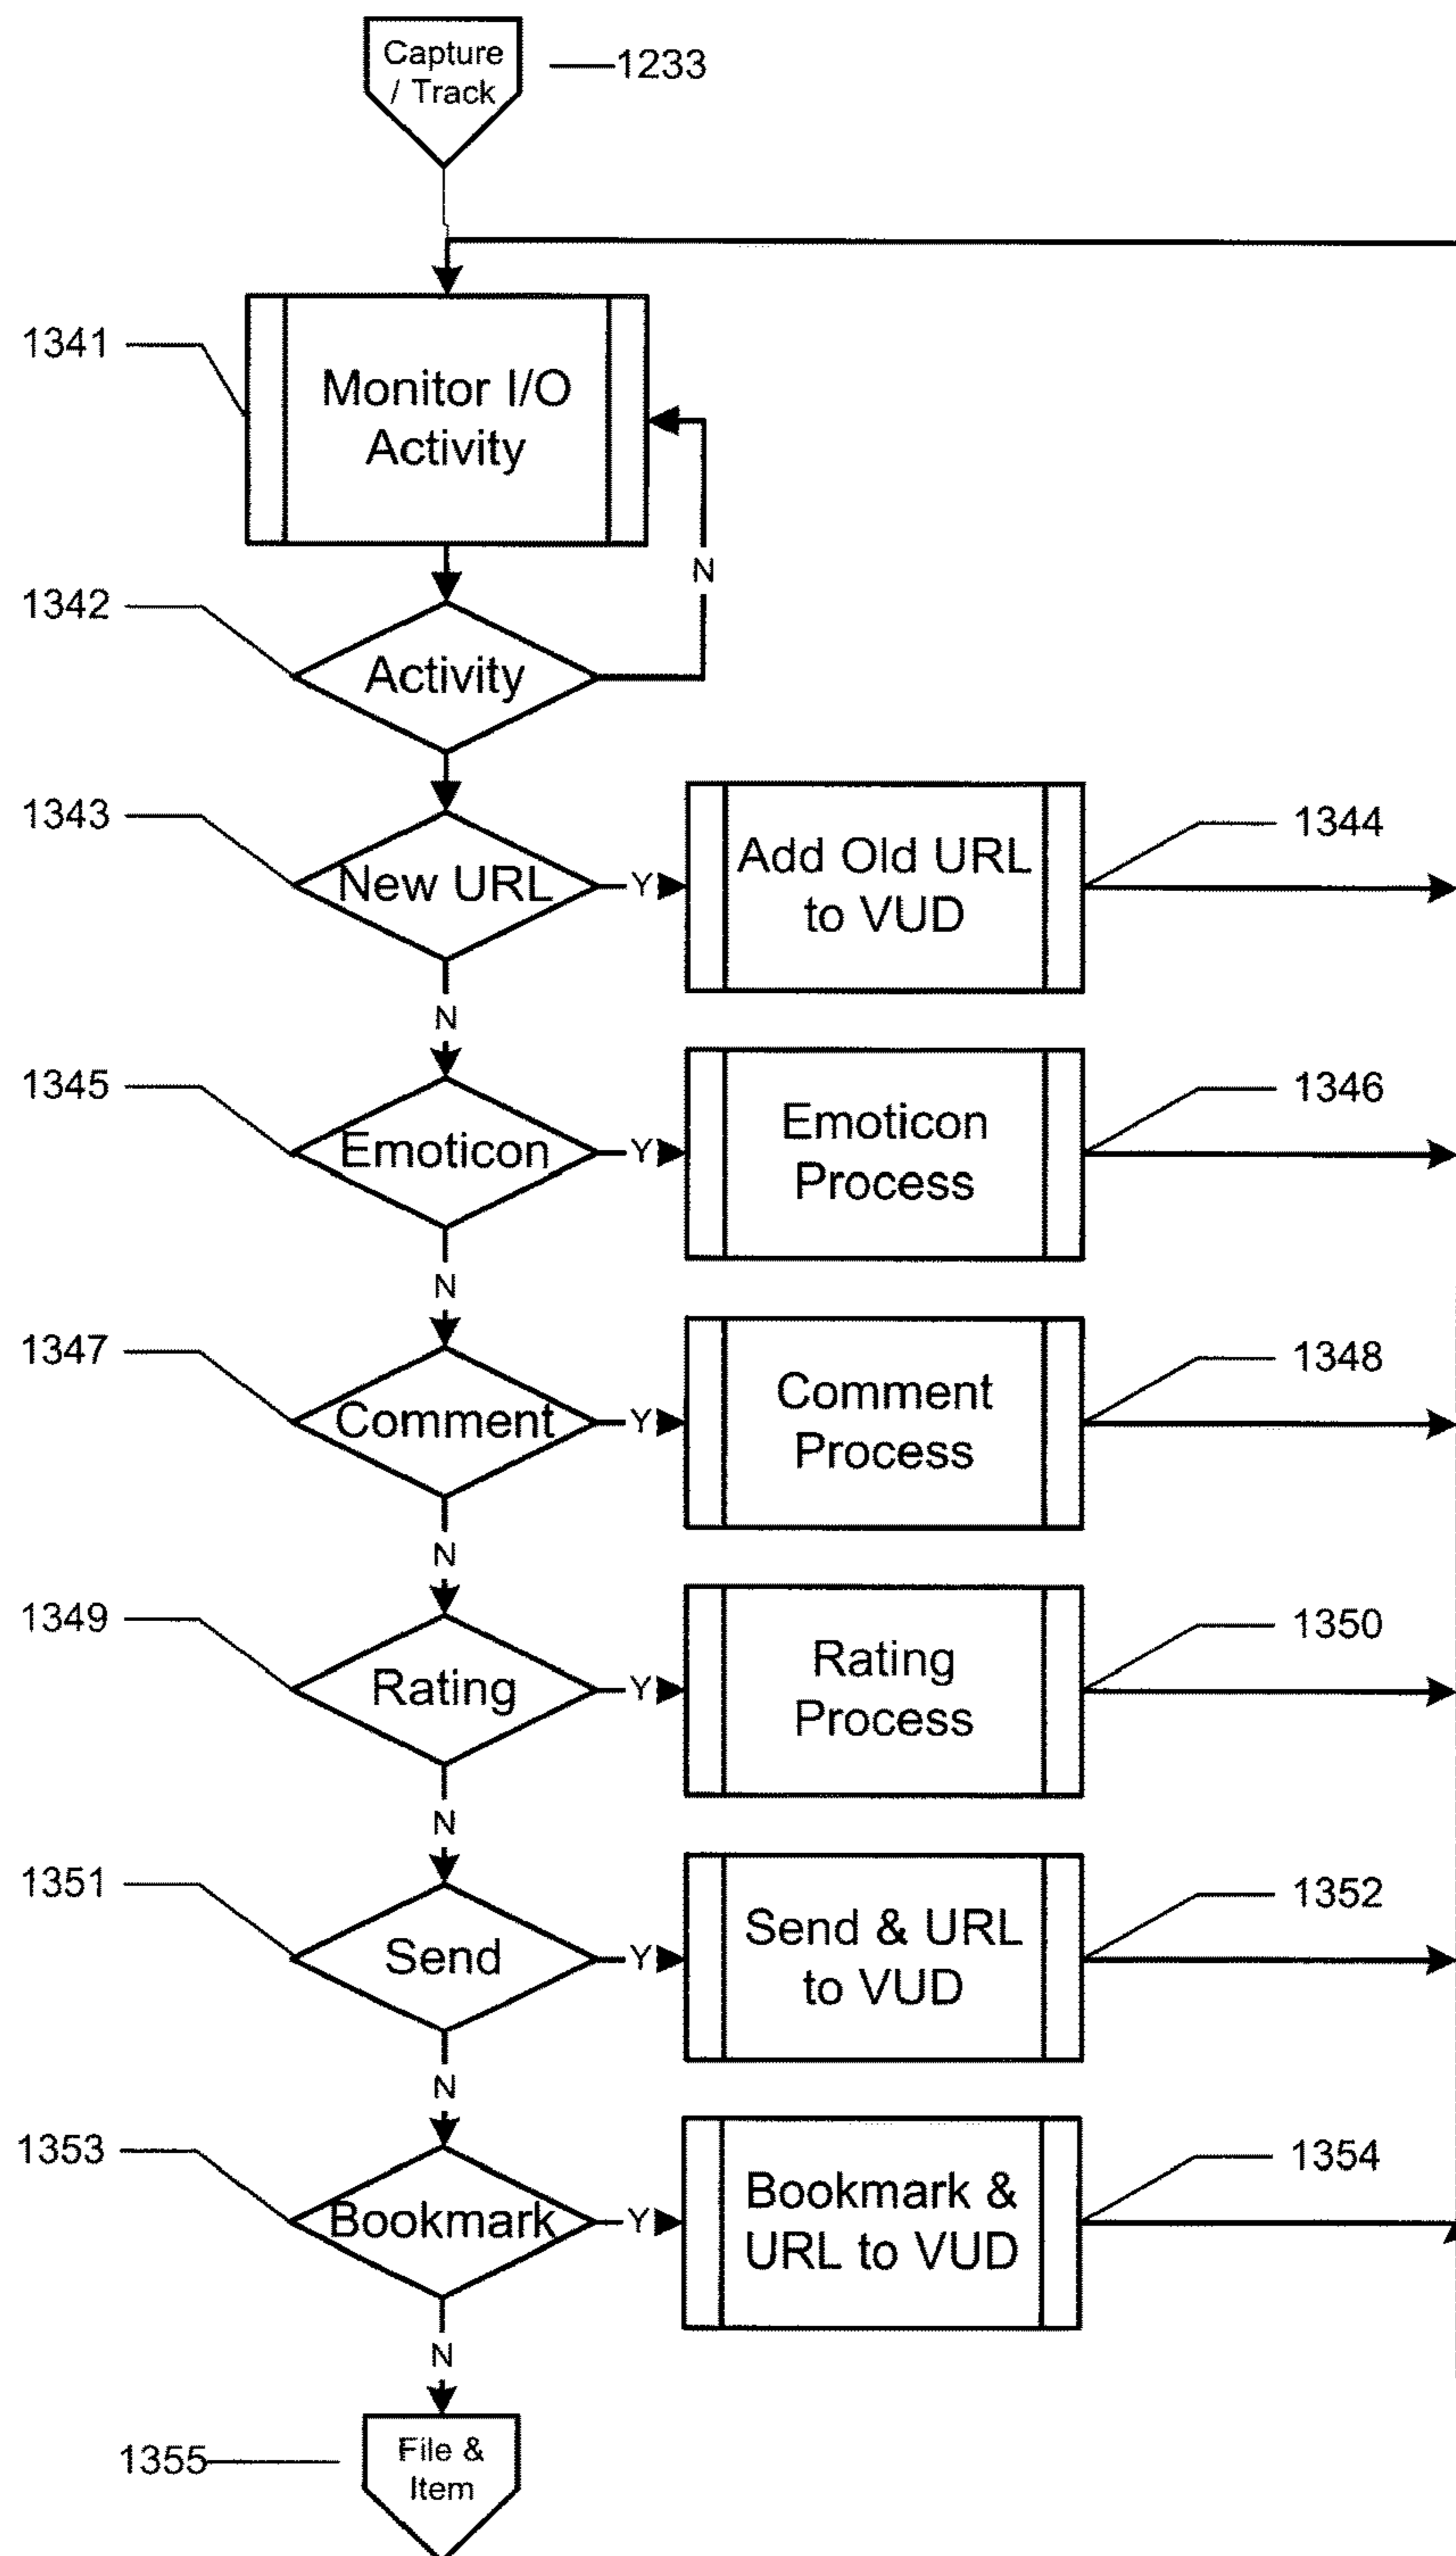 Capture
/ Track
1233
1341
Monitor I/O
Activity
N
1342
Activity
1343
New URL
Y
Add Old URL
to VUD
1344
N
1345
Emoticon
Y
Emoticon
Process
1346
N
1347
Comment
Y
Comment
Process
1348
N
1349
Rating
Y
Rating
Process
1350
N
1351
Send
Y
Send & URL
to VUD
1352
N
1353
Bookmark
Y
Bookmark &
URL to VUD
1354
N
1355
File &
Item